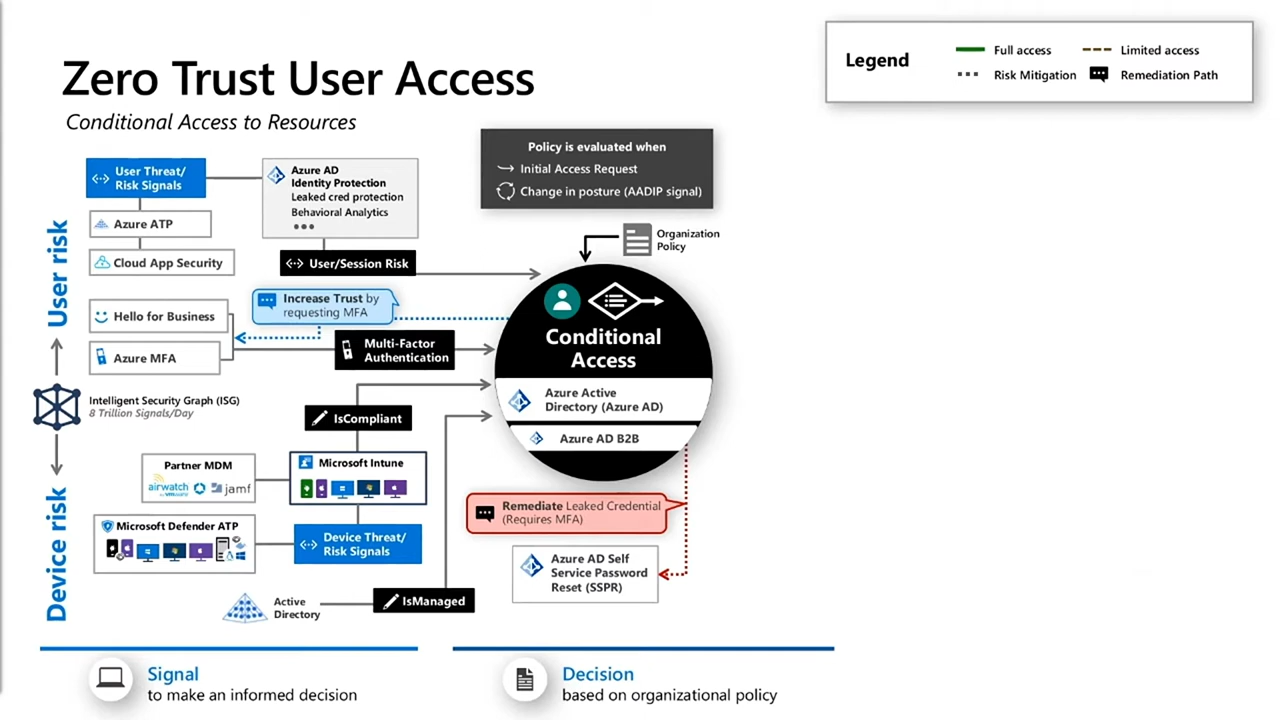 Zero Trust User Access
Conditional Access to Resources
Legend
Full access
Limited access
Risk Mitigation
Remediation Path
Policy is evaluated when
Initial Access Request
Change in posture (AADIP signal)
User Threat/
Risk Signals
Azure ATP
Cloud App Security
Azure AD
Identity Protection
Leaked cred protection
Behavioral Analytics
User/Session Risk
Organization
Policy
User risk
Hello for Business
Azure MFA
Increase Trust by
requesting MFA
Multi-Factor
Authentication
Conditional
Access
Azure Active
Directory (Azure AD)
Azure AD B2B
Intelligent Security Graph (ISG)
8 Trillion Signals/Day
IsCompliant
Partner MDM
airwatch
by vmware
jamf
Microsoft Intune
Device risk
Microsoft Defender ATP
Device Threat/
Risk Signals
Remediate Leaked Credential
(Requires MFA)
Azure AD Self
Service Password
Reset (SSPR)
Active
Directory
IsManaged
Signal
to make an informed decision
Decision
based on organizational policy